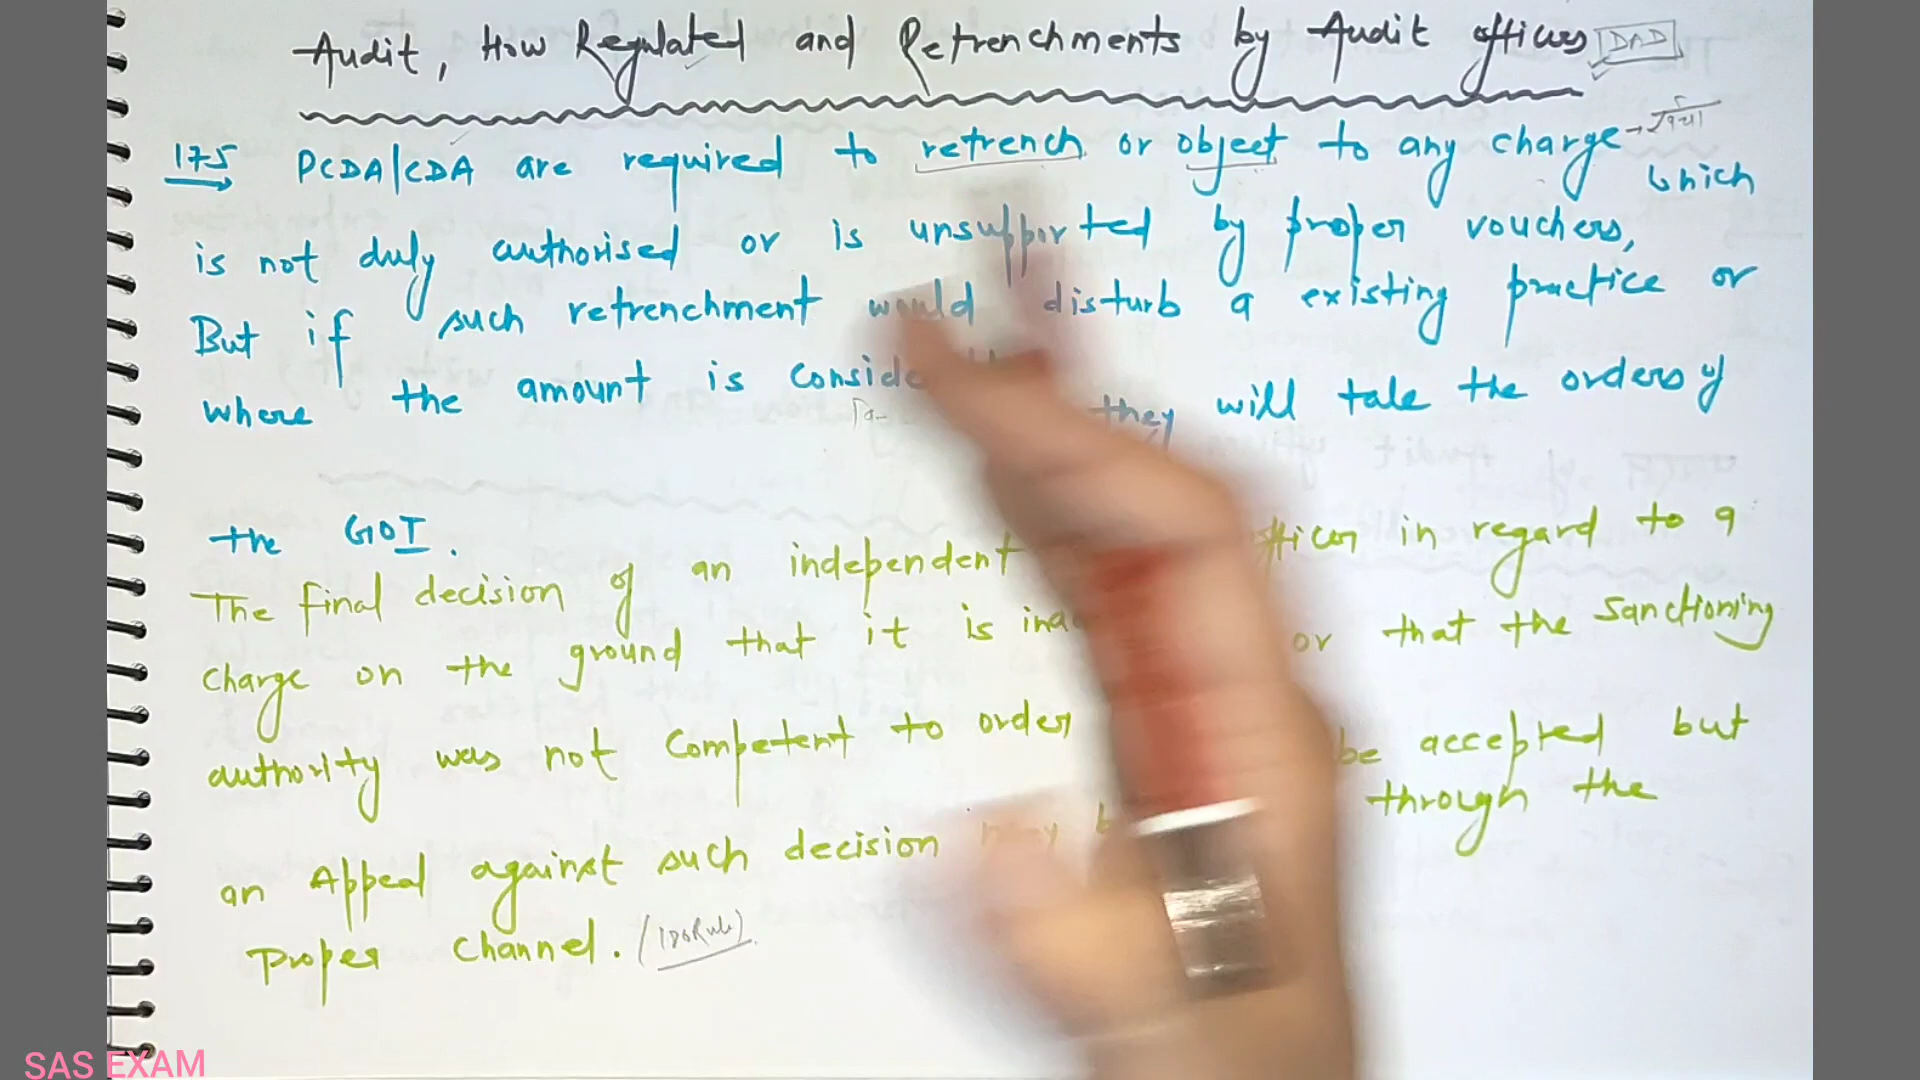 Audit, How Regulated and Retrenchments by Audit officers DAD
175 PCDA/CDA are required to retrench or object to any charge → रुपया
which
is not duly authorised or is unsupported by proper vouchers,
But if such retrenchment would disturb a existing practice or
where the amount is they will take the orders of
the GOI.
The final decision of an independent in regard to a
charge on the ground that it is or that the Sanctioning
authority was not Competent to order be accepted but
an Appeal against such decision may through the
Proper Channel.
SAS EXAM